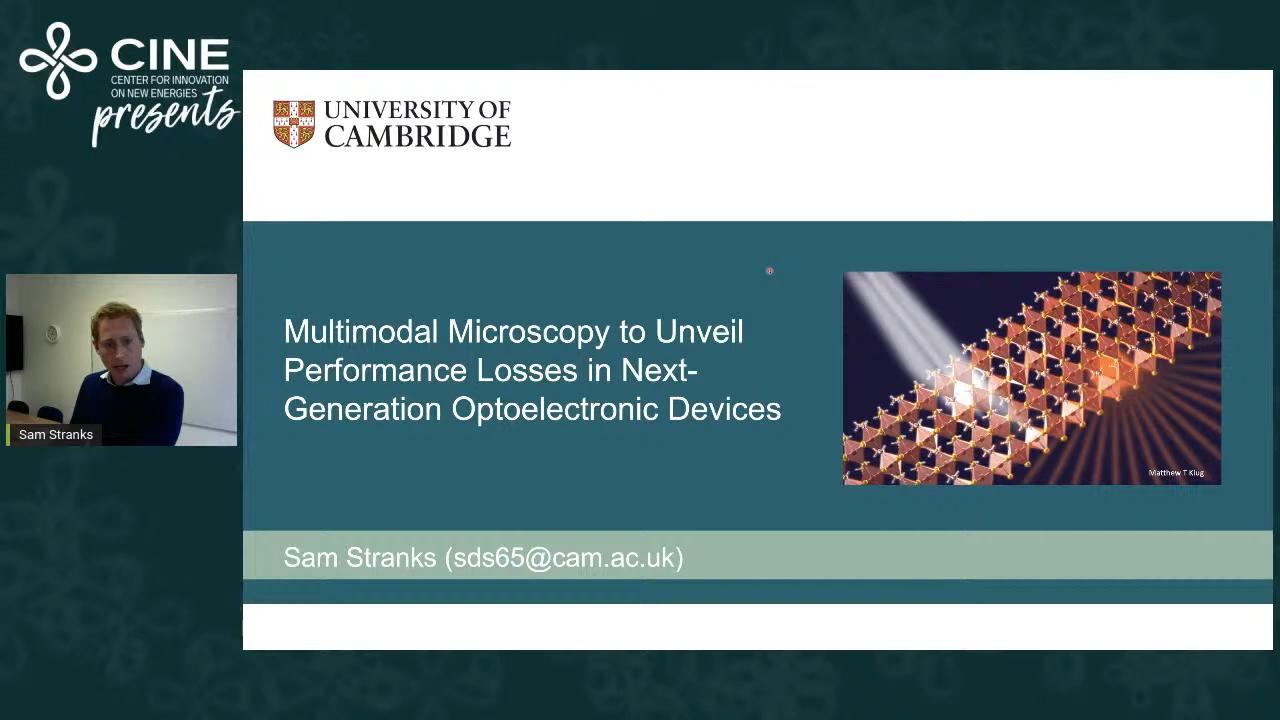 CINE
CENTER FOR INNOVATION
ON NEW ENERGIES
presents
UNIVERSITY OF
CAMBRIDGE
Multimodal Microscopy to Unveil
Performance Losses in Next-
Generation Optoelectronic Devices
Matthew T Klug
Sam Stranks
Sam Stranks (sds65@cam.ac.uk)